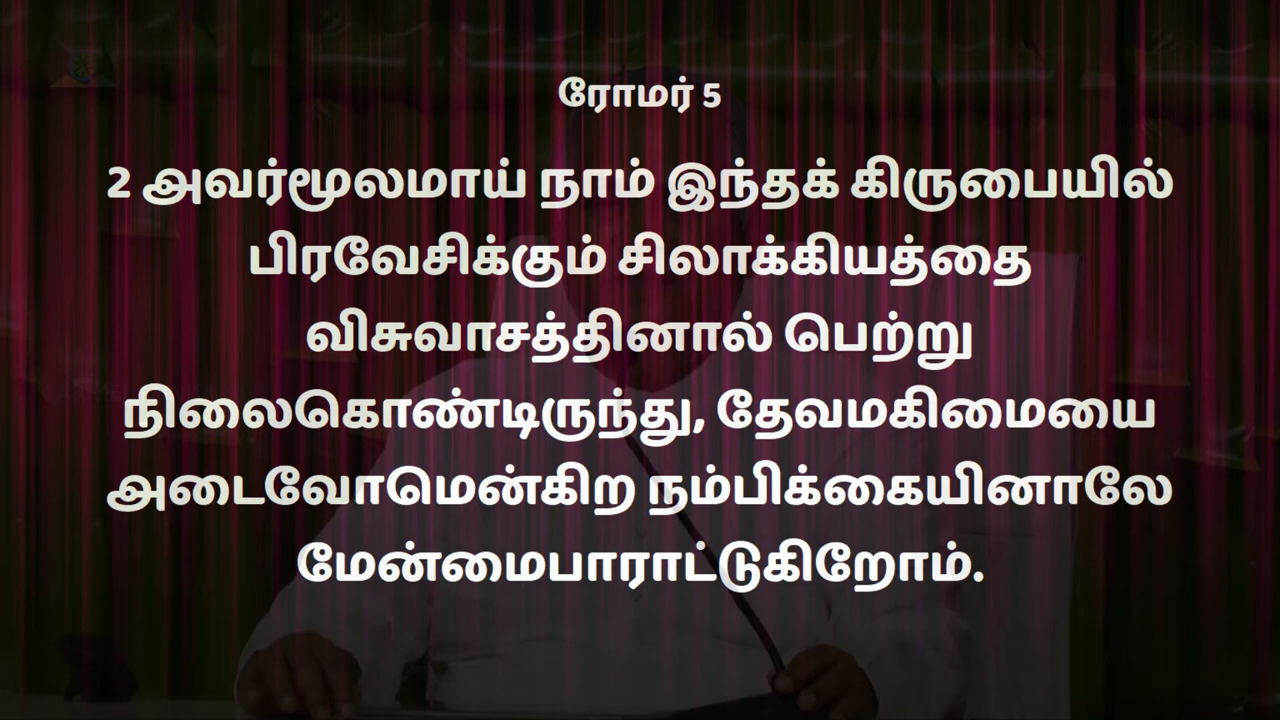 ரோமர் 5
2 அவர்மூலமாய் நாம் இந்தக் கிருபையில்
பிரவேசிக்கும் சிலாக்கியத்தை
விசுவாசத்தினால் பெற்று
நிலைகொண்டிருந்து, தேவமகிமையை
அடைவோமென்கிற நம்பிக்கையினாலே
மேன்மைபாராட்டுகிறோம்.